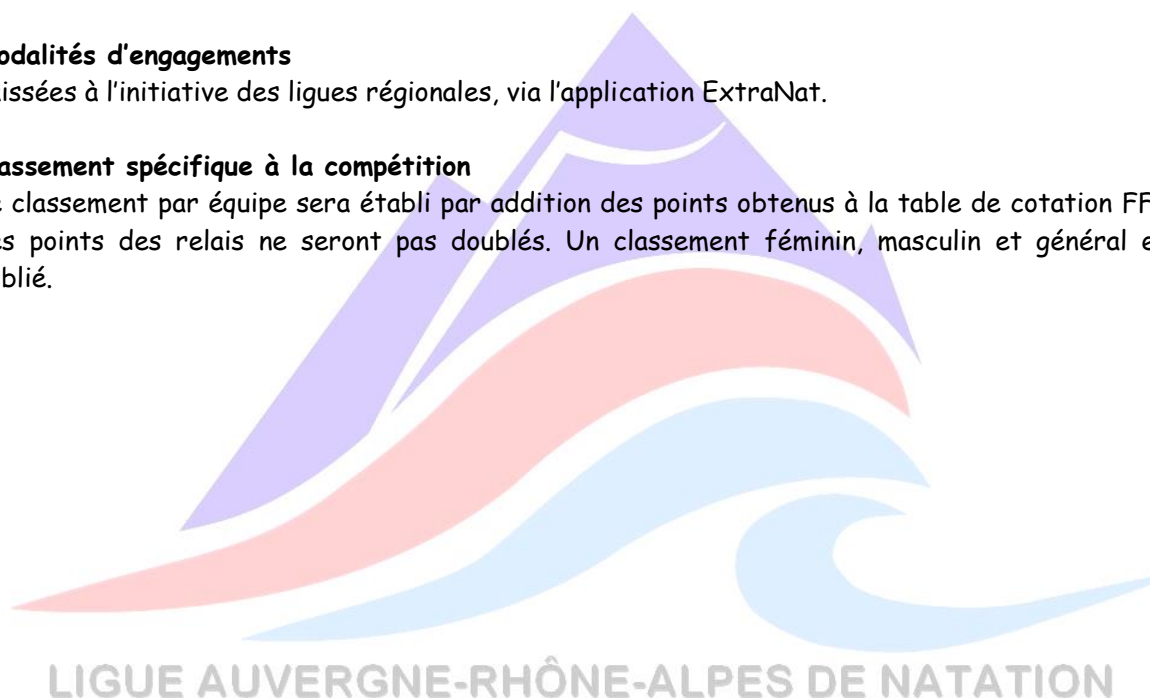 odalités d'engagements
issées à l'initiative des ligues régionales, via l'application ExtraNat.
assement spécifique à la compétition
classement par équipe sera établi par addition des points obtenus à la table de cotation FF
s points des relais ne seront pas doublés. Un classement féminin, masculin et général e
blié.
LIGUE AUVERGNE-RHÔNE-ALPES DE NATATION